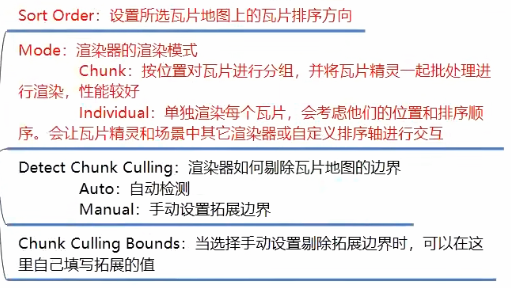 Sort Order：设置所选瓦片地图上的瓦片排序方向
Mode：渲染器的渲染模式
Chunk：按位置对瓦片进行分组，并将瓦片精灵一起批处理进
行渲染，性能较好
Individual：单独渲染每个瓦片，会考虑他们的位置和排序顺
序。会让瓦片精灵和场景中其它渲染器或自定义排序轴进行交互
Detect Chunk Culling：渲染器如何剔除瓦片地图的边界
Auto：自动检测
Manual：手动设置拓展边界
Chunk Culling Bounds：当选择手动设置剔除拓展边界时，可以在这
里自己填写拓展的值